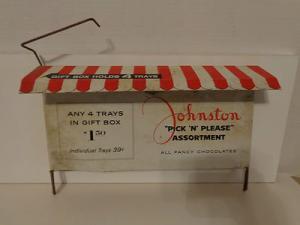 GIFT BOX HOLDS 4 TRAYS
ANY 4 TRAYS
IN GIFT BOX
$1.50
Individual Trays 39¢
Johnston
"PICK 'N' PLEASE"
ASSORTMENT
ALL FANCY CHOCOLATES